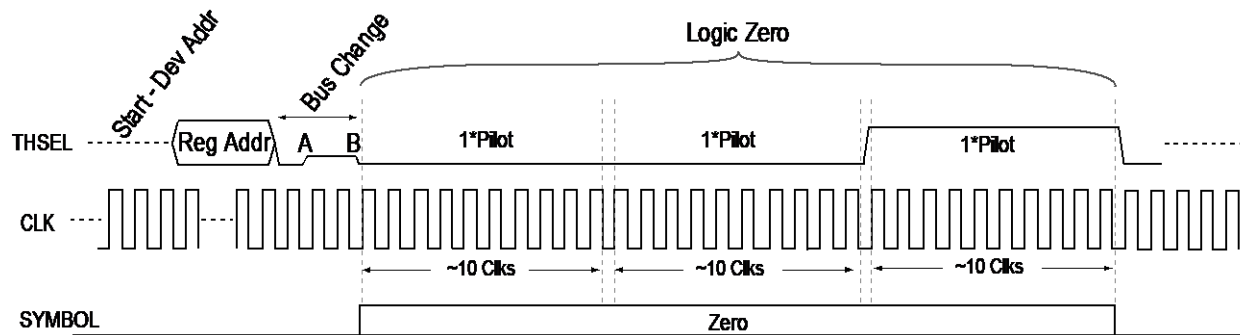 Logic Zero
Start - Dev Addr
Bus Change
THSEL
Reg Addr
A
B
1*Pilot
1*Pilot
1*Pilot
CLK
~10 Clks
~10 Clks
~10 Clks
SYMBOL
Zero